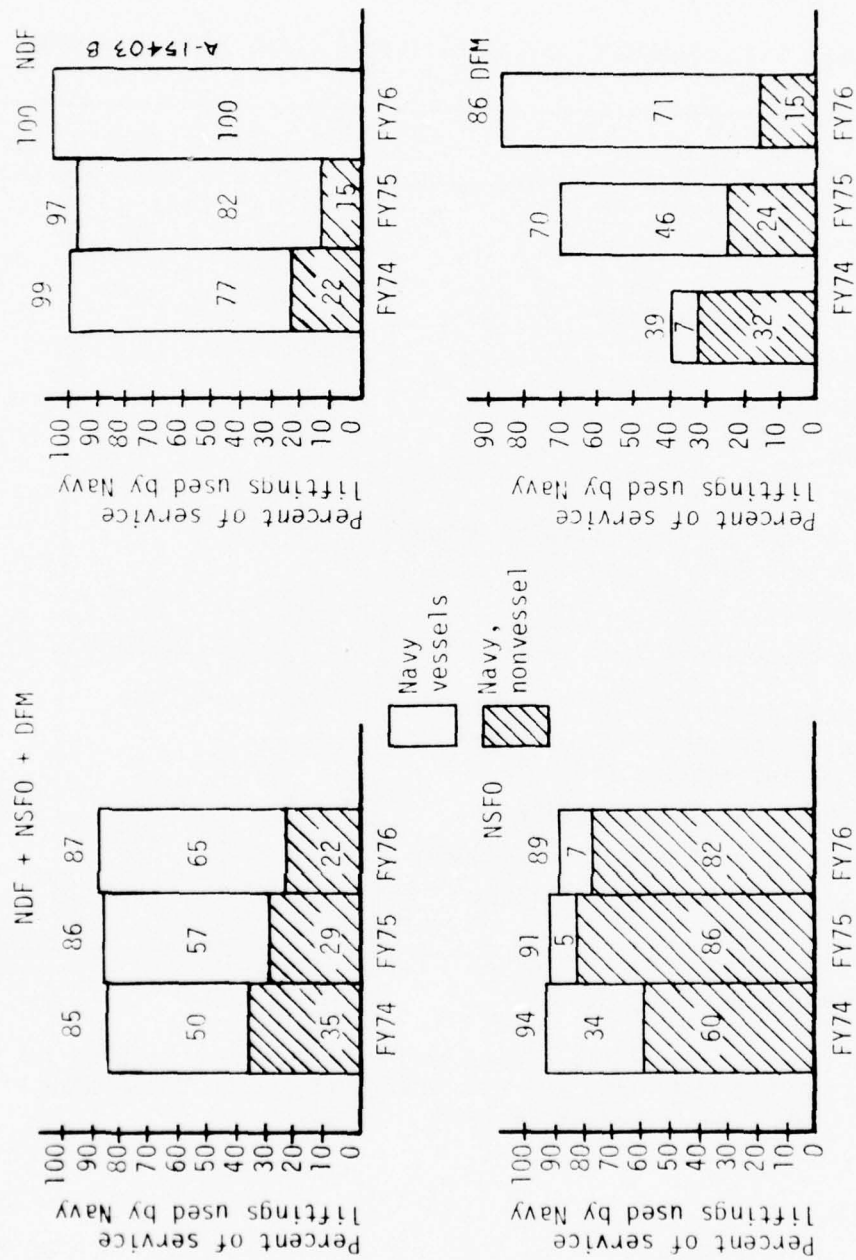 NDF + NSFO + DFM
Percent of service
liftings used by Navy
100
90
80
70
60
50
40
30
20
10
0
85
50
35
FY74
86
57
29
FY75
87
65
22
FY76
100 NDF
A-15403 B
Percent of service
liftings used by Navy
100
90
80
70
60
50
40
30
20
10
0
99
77
22
FY74
97
82
15
FY75
100
FY76
Navy
vessels
Navy,
nonvessel
NSFO
Percent of service
liftings used by Navy
100
90
80
70
60
50
40
30
20
10
0
94
34
60
FY74
91
5
86
FY75
89
7
82
FY76
86 DFM
Percent of service
liftings used by Navy
90
80
60
40
20
0
39
7
32
FY74
70
46
24
FY75
71
15
FY76